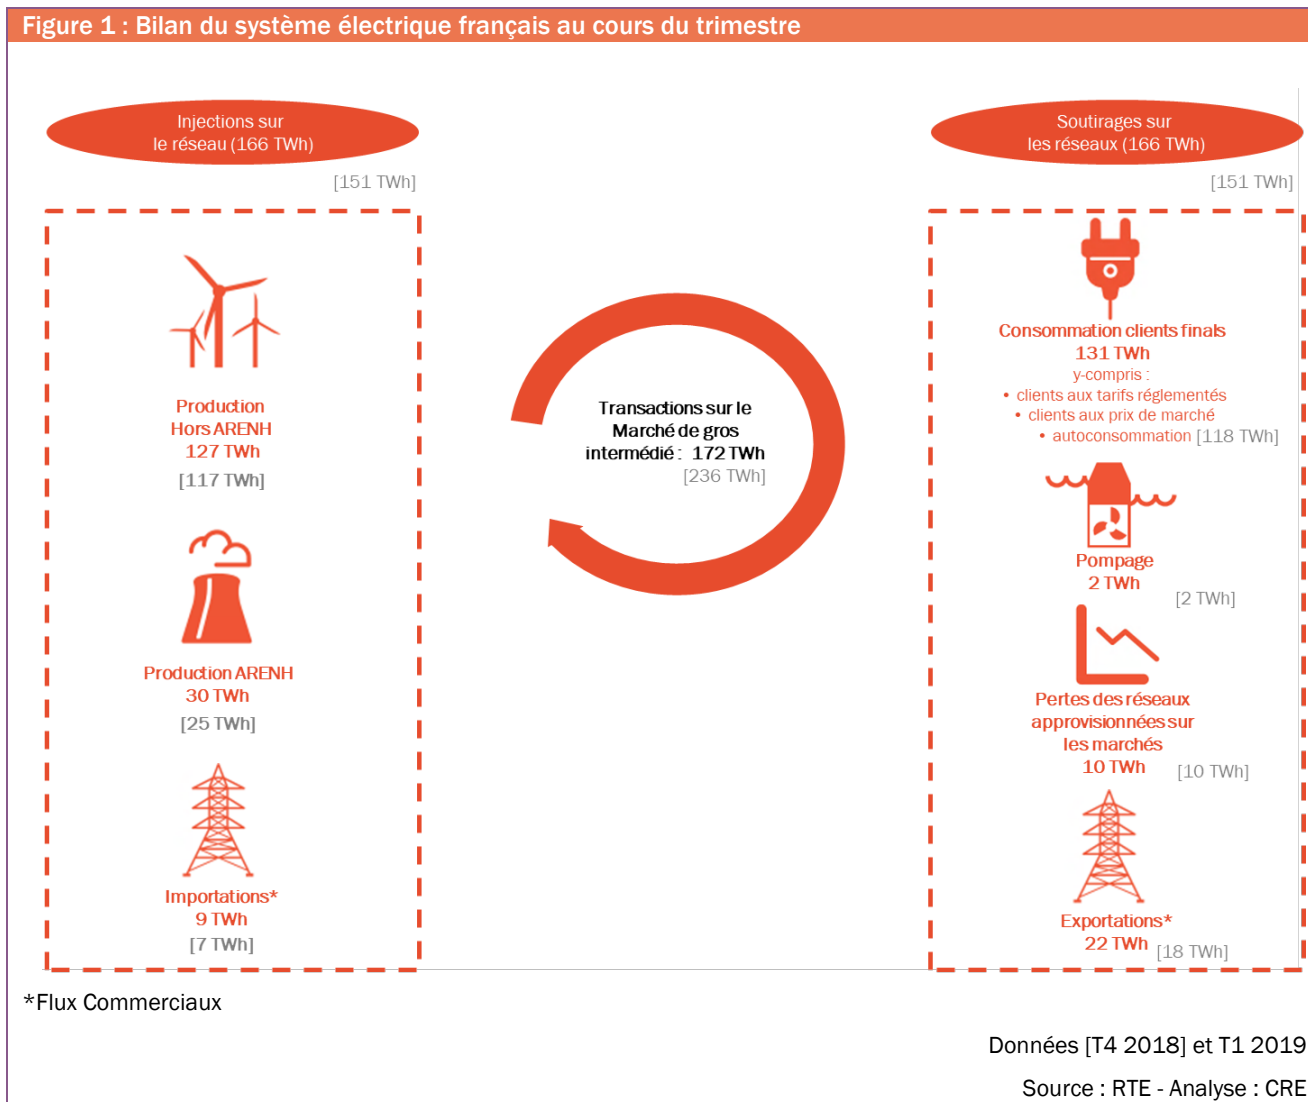 Figure 1 : Bilan du système électrique français au cours du trimestre
Injections sur
le réseau (166 TWh)
[151 TWh]
Production
Hors ARENH
127 TWh
[117 TWh]
Production ARENH
30 TWh
[25 TWh]
Importations*
9 TWh
[7 TWh]
Transactions sur le
Marché de gros
intermédié : 172 TWh
[236 TWh]
Soutirages sur
les réseaux (166 TWh)
[151 TWh]
Consommation clients finals
131 TWh
y-compris :
• clients aux tarifs réglementés
• clients aux prix de marché
• autoconsommation [118 TWh]
Pompage
2 TWh
[2 TWh]
Pertes des réseaux
approvisionnées sur
les marchés
10 TWh [10 TWh]
Exportations*
22 TWh [18 TWh]
*Flux Commerciaux
Données [T4 2018] et T1 2019
Source : RTE - Analyse : CRE